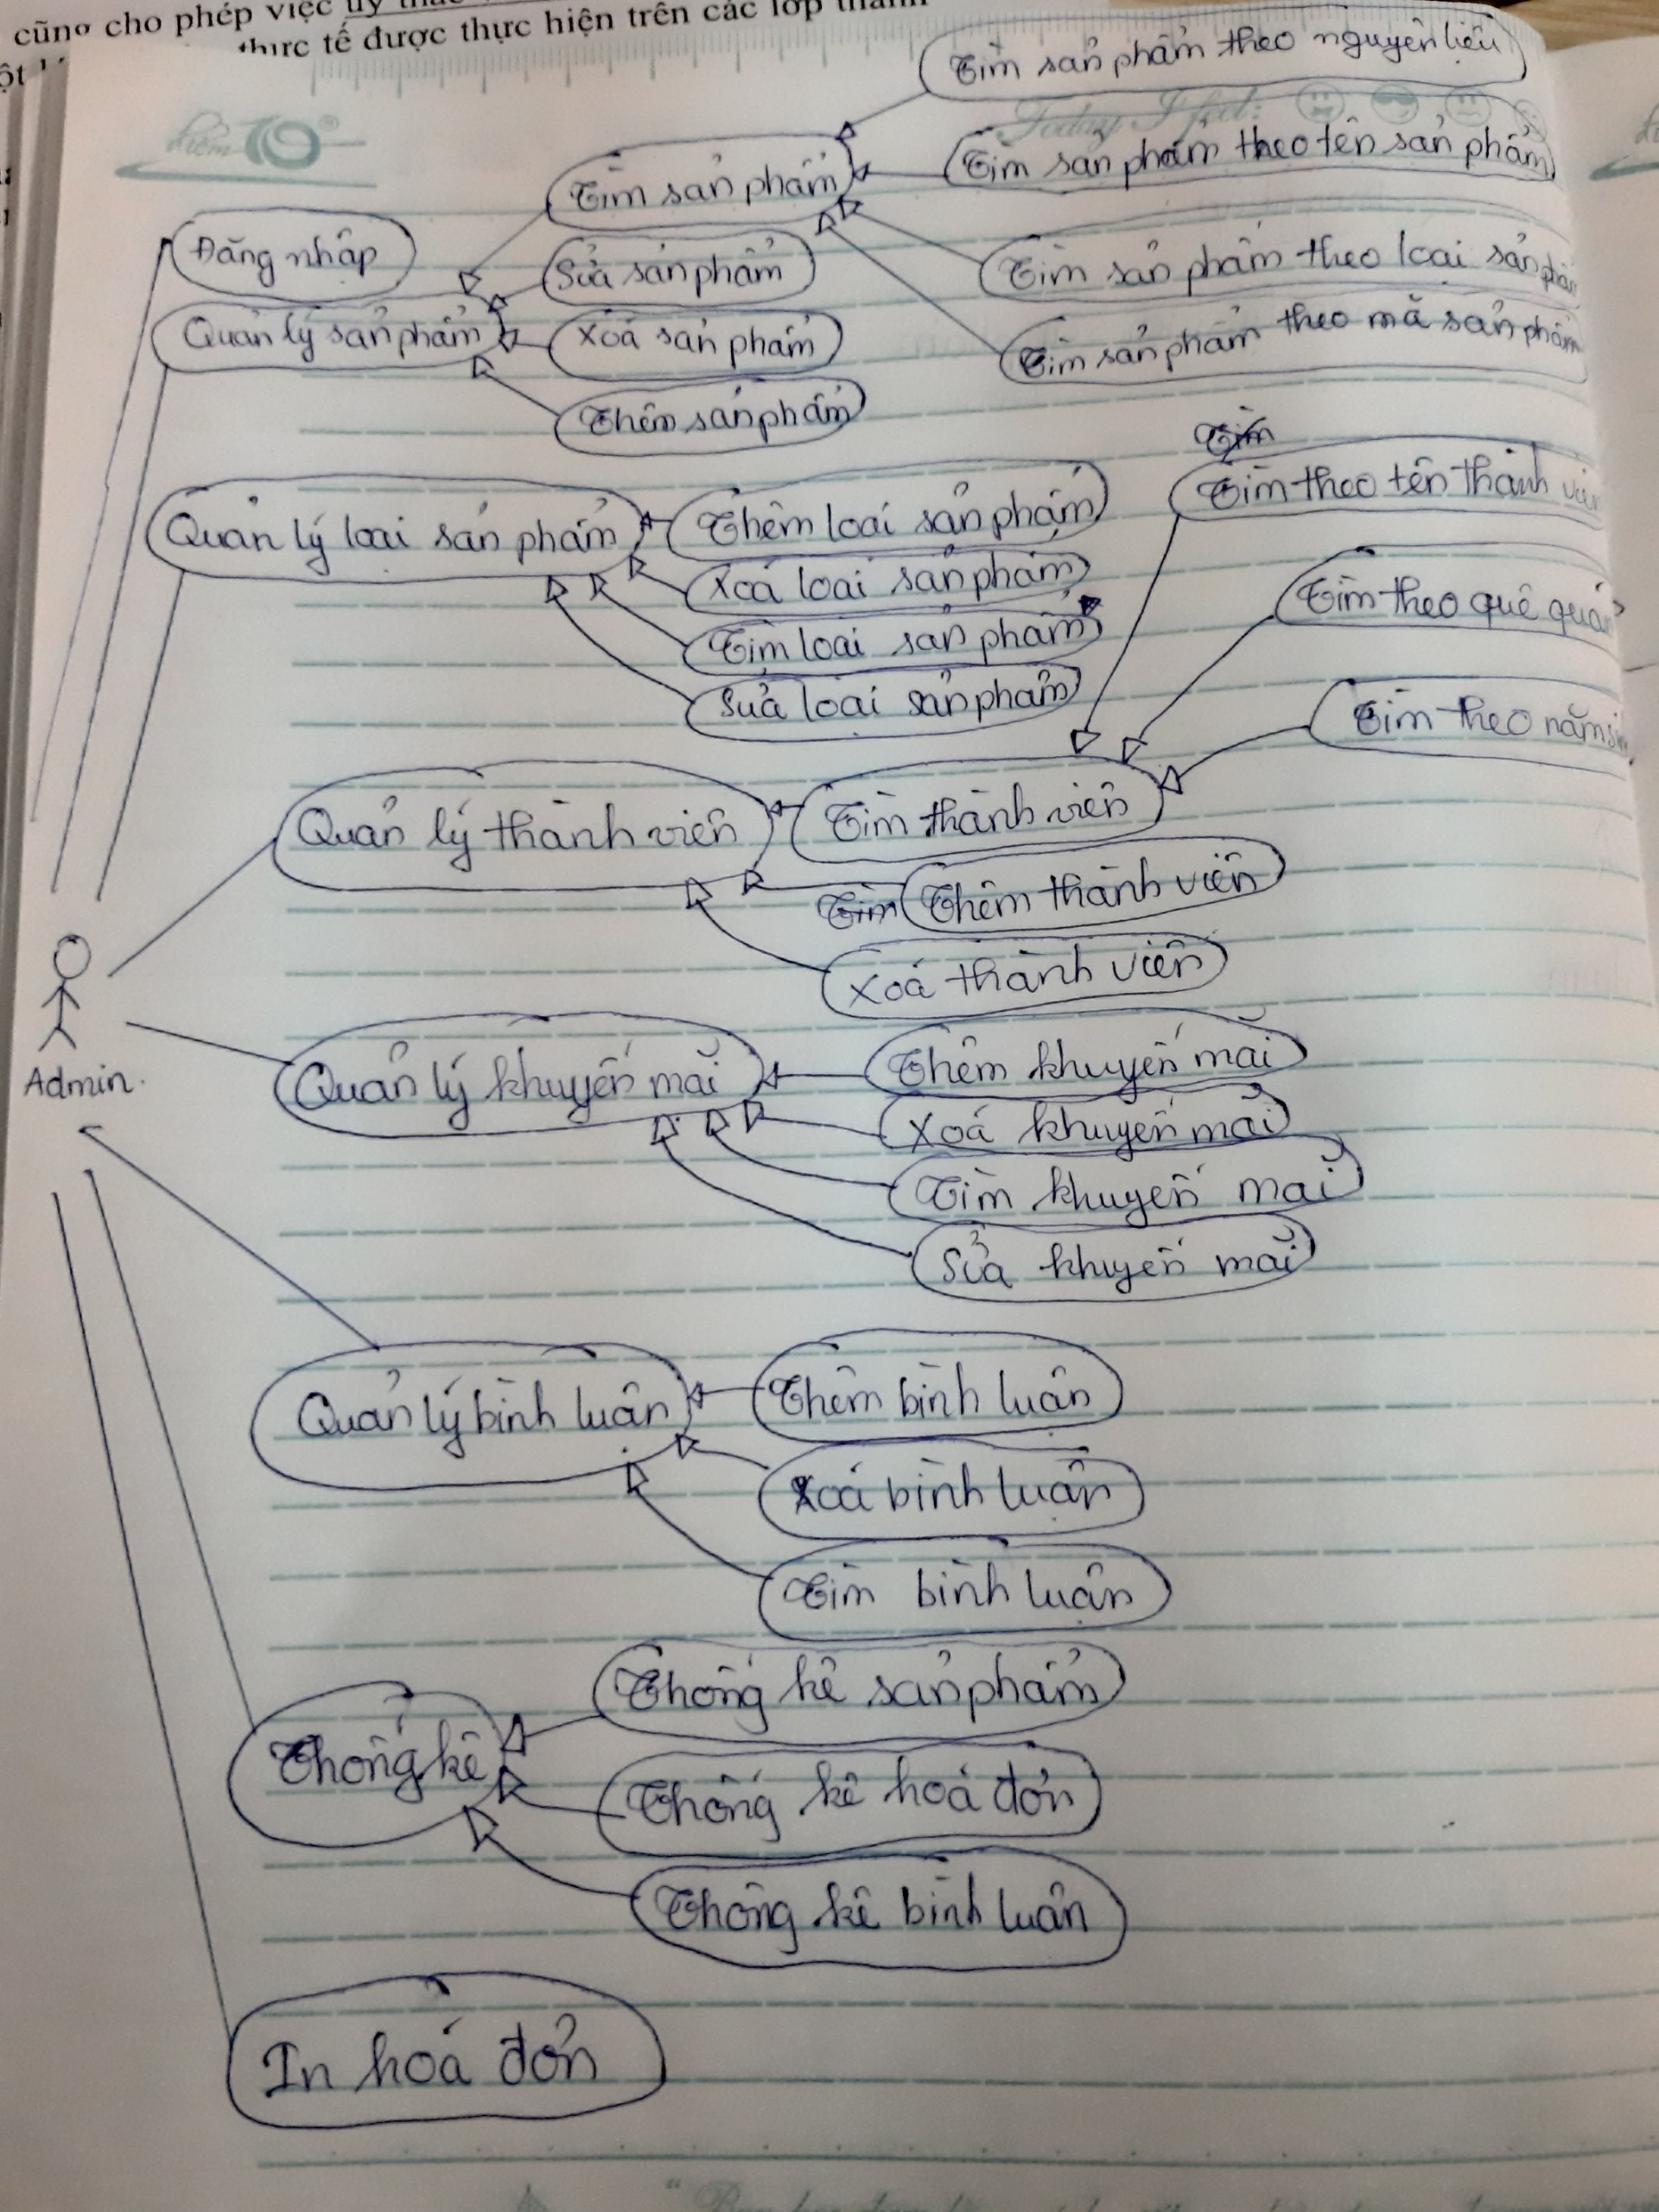 cũng cho phép việc ủy thác
thực tế được thực hiện trên các lớp thành
Tìm sản phẩm theo nguyên liệu
điểm 10
Today I feel:
Tìm sản phẩm
Tìm sản phẩm theo tên sản phẩm
Đăng nhập
Sửa sản phẩm
Tìm sản phẩm theo loại sản phẩm
Quản lý sản phẩm
Xoá sản phẩm
Tìm sản phẩm theo mã sản phẩm
Thêm sản phẩm
Tìm
Tìm theo tên thành viên
Quản lý loại sản phẩm
Thêm loại sản phẩm
Xoá loại sản phẩm
Tìm theo quê quán
Tìm loại sản phẩm
Sửa loại sản phẩm
Tìm theo năm
Quản lý thành viên
Tìm thành viên
Tìm Thêm thành viên
Xoá thành viên
Admin.
Quản lý khuyến mãi
Thêm khuyến mãi
Xoá khuyến mãi
Tìm khuyến mãi
Sửa khuyến mãi
Quản lý bình luận
Thêm bình luận
Xoá bình luận
Tìm bình luận
Thống kê sản phẩm
Thống kê
Thống kê hoá đơn
Thống kê bình luận
In hoá đơn